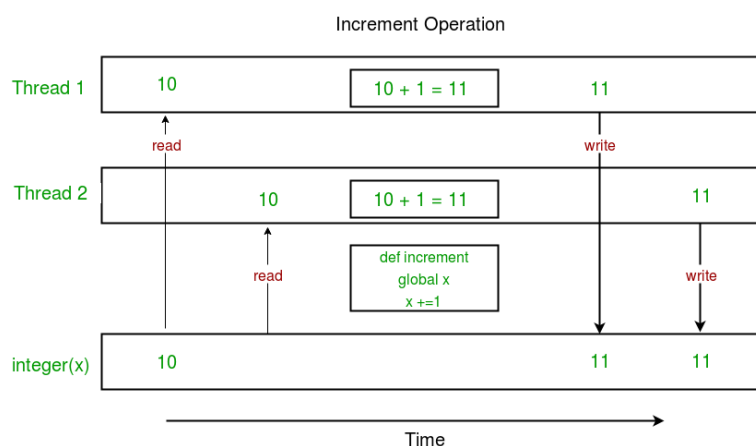 Increment Operation
Thread 1
10
10 + 1 = 11
11
read
write
Thread 2
10
10 + 1 = 11
11
def increment
global x
x +=1
read
write
integer(x)
10
11
11
Time